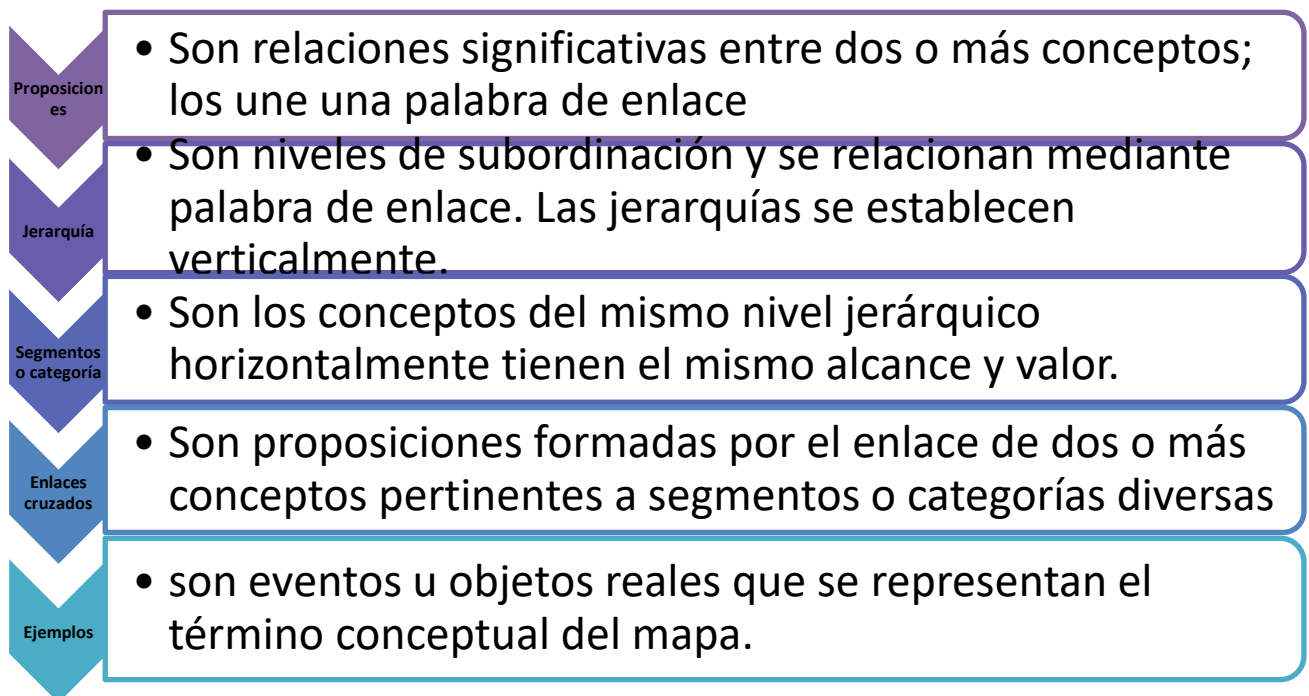 Proposicion
es
• Son relaciones significativas entre dos o más conceptos;
los une una palabra de enlace
Jerarquía
• Son niveles de subordinación y se relacionan mediante
palabra de enlace. Las jerarquías se establecen
verticalmente.
Segmentos
o categoría
• Son los conceptos del mismo nivel jerárquico
horizontalmente tienen el mismo alcance y valor.
Enlaces
cruzados
• Son proposiciones formadas por el enlace de dos o más
conceptos pertinentes a segmentos o categorías diversas
Ejemplos
• son eventos u objetos reales que se representan el
término conceptual del mapa.